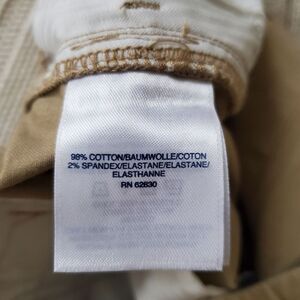 98% COTTON/BAUMWOLLE/COTON
2% SPANDEX/ELASTANE/ELASTANE/
ELASTHANNE
RN 62830